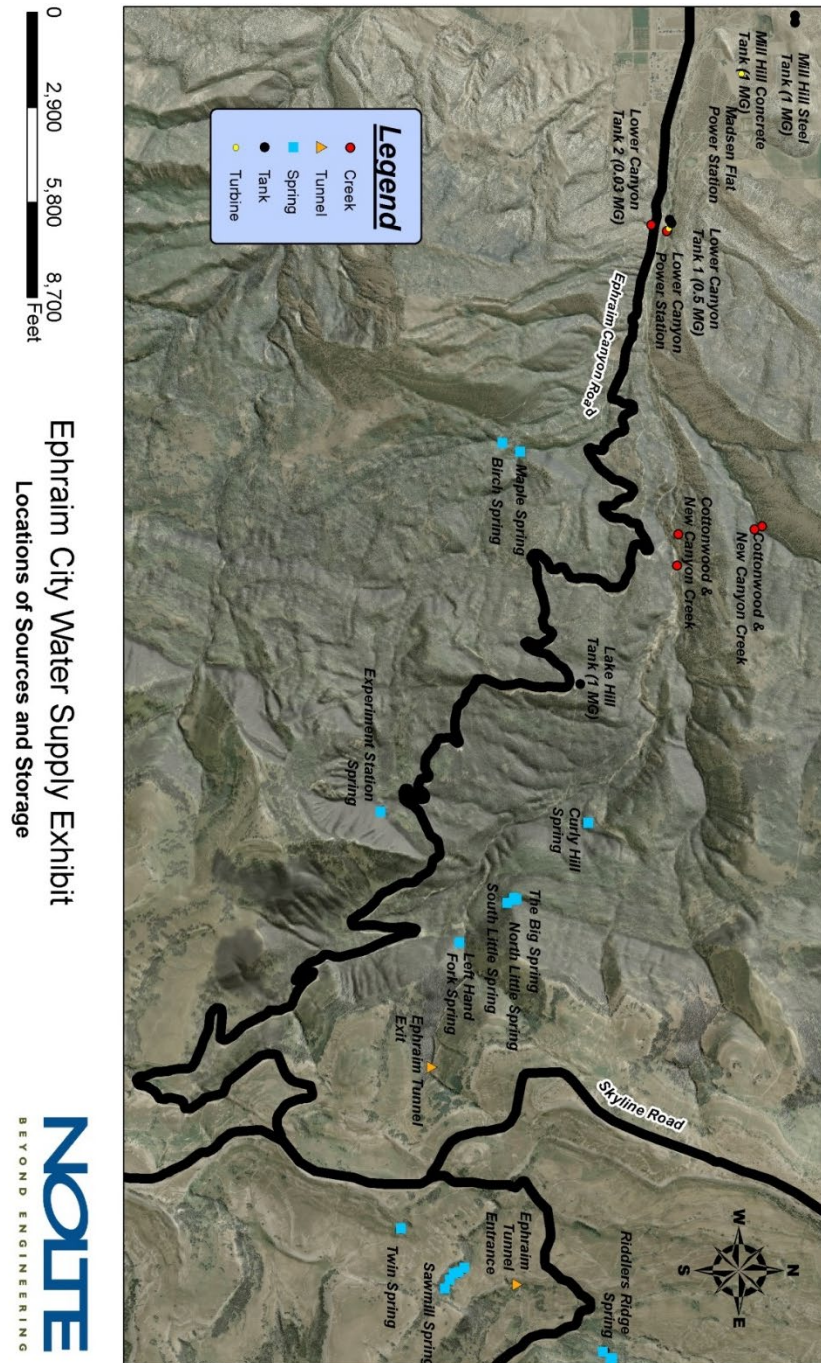 Mill Hill Steel
Tank (1 MG)
Mill Hill Concrete
Tank (1 MG)
Madsen Flat
Power Station
Lower Canyon
Tank 1 (0.5 MG)
Lower Canyon
Power Station
Lower Canyon
Tank 2 (0.03 MG)
Ephraim Canyon Road
Cottonwood &
New Canyon Creek
Cottonwood &
New Canyon Creek
Maple Spring
Birch Spring
Lake Hill
Tank (1 MG)
Curly Hill
Spring
Experiment Station
Spring
The Big Spring
North Little Spring
South Little Spring
Left Hand
Fork Spring
Ephraim Tunnel
Exit
Skyline Road
Riddlers Ridge
Spring
Ephraim
Tunnel
Entrance
Sawmill Spring
Twin Spring
N
W
E
S
Legend
Creek
Tunnel
Spring
Tank
Turbine
0 2,900 5,800 8,700
Feet
Ephraim City Water Supply Exhibit
Locations of Sources and Storage
NOLTE
BEYOND ENGINEERING